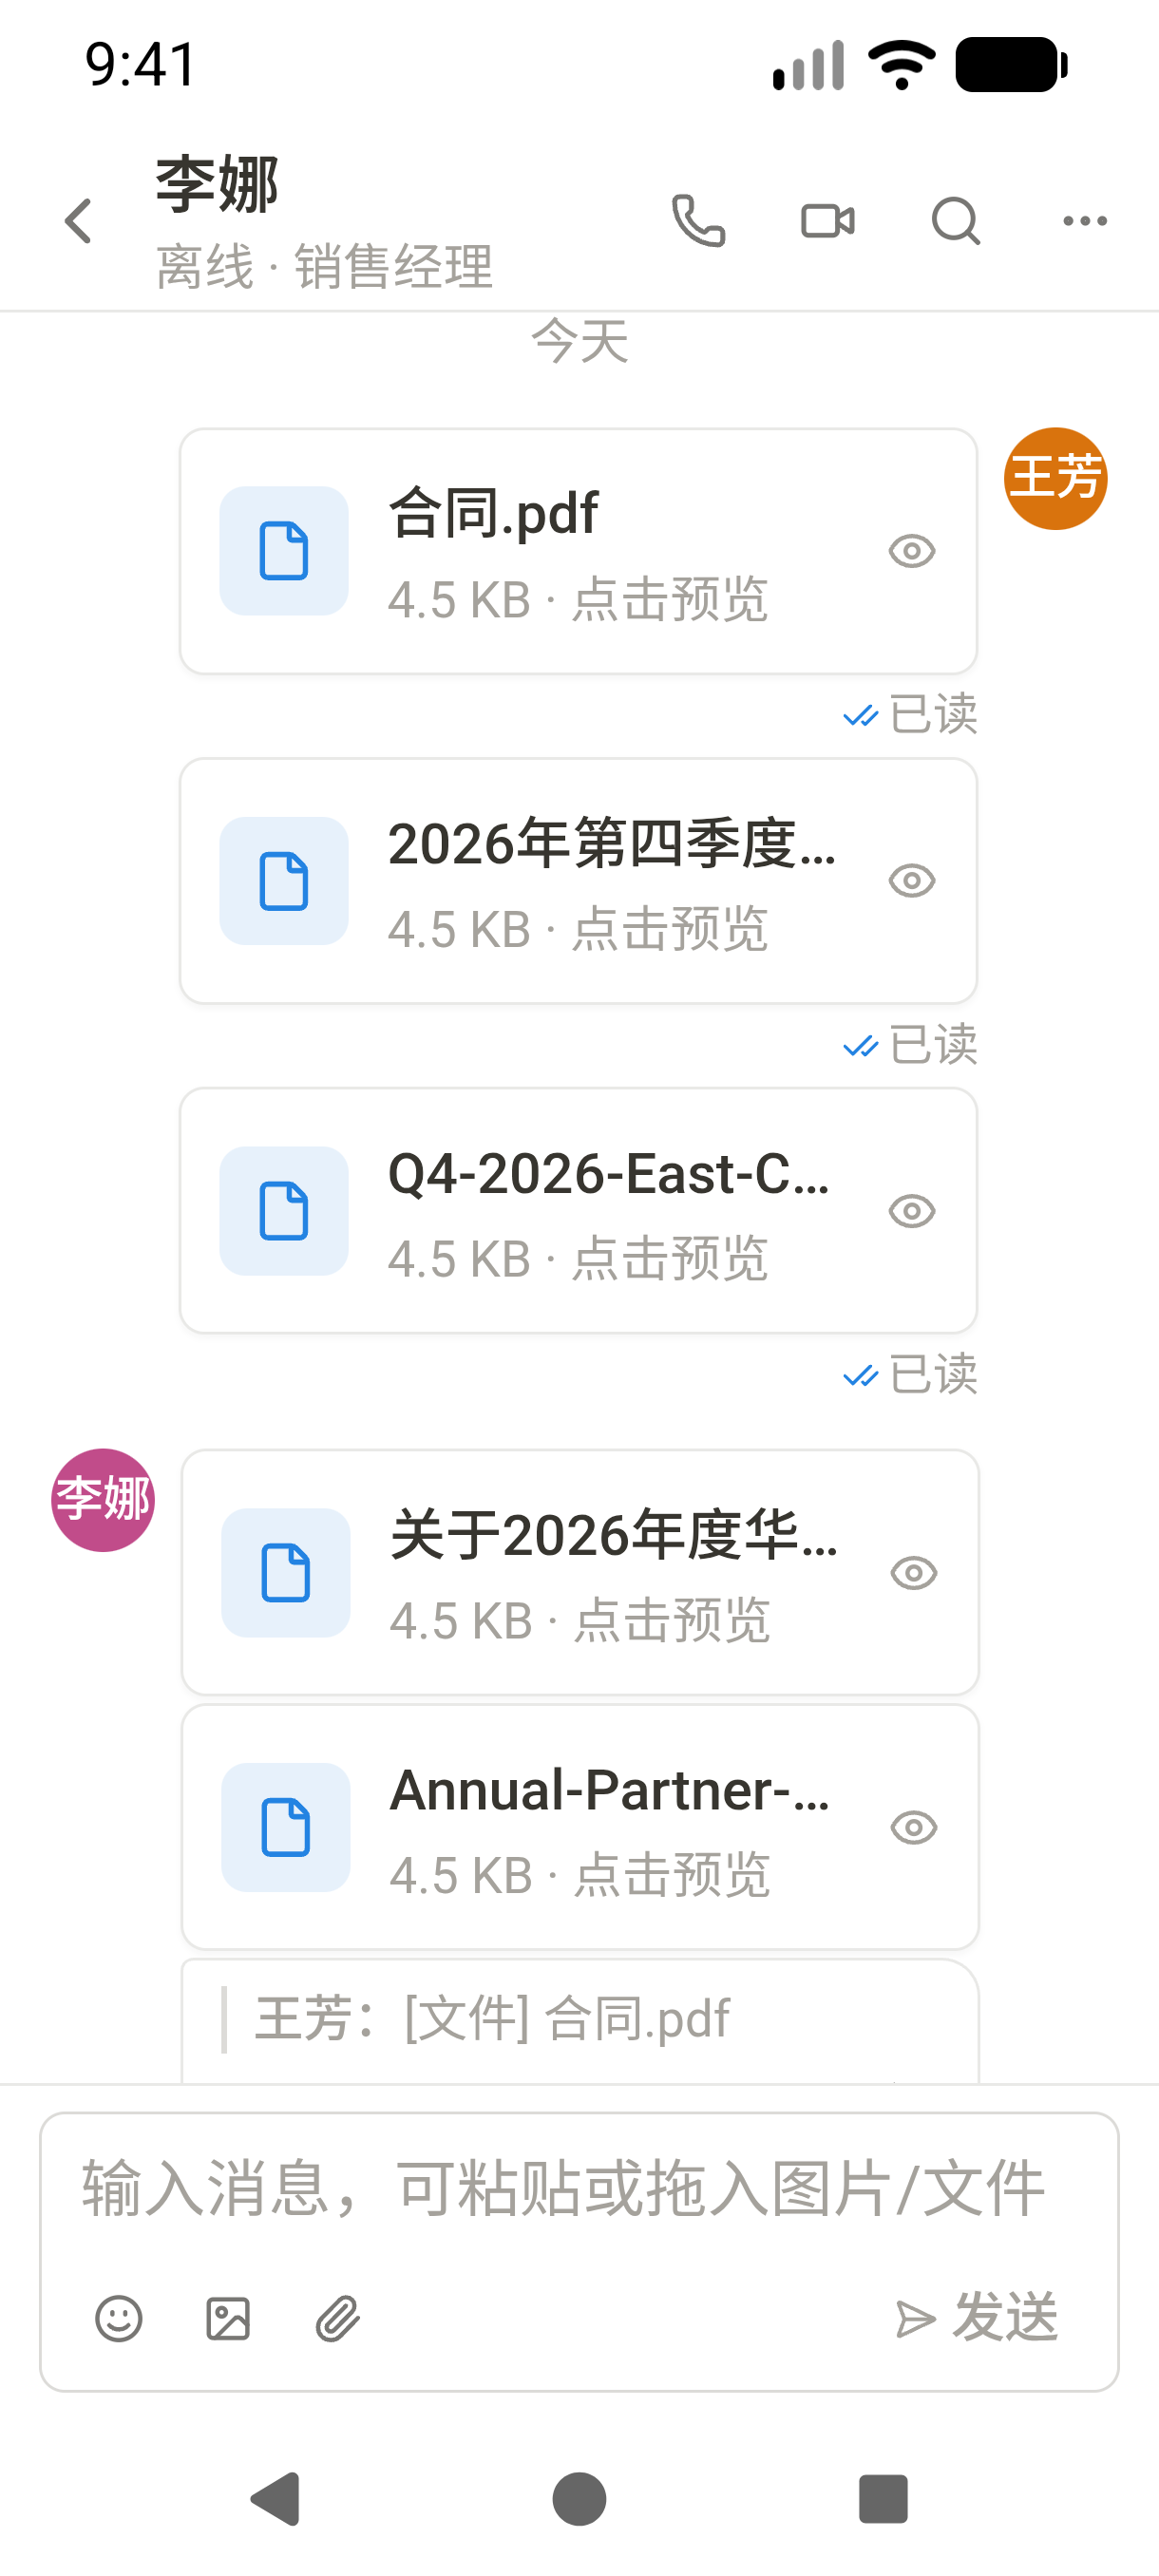 9:41
李娜
离线 · 销售经理
今天
王芳
合同.pdf
4.5 KB · 点击预览
已读
2026年第四季度...
4.5 KB · 点击预览
已读
Q4-2026-East-C...
4.5 KB · 点击预览
已读
李娜
关于2026年度华...
4.5 KB · 点击预览
Annual-Partner-...
4.5 KB · 点击预览
王芳：[文件] 合同.pdf
输入消息，可粘贴或拖入图片/文件
发送